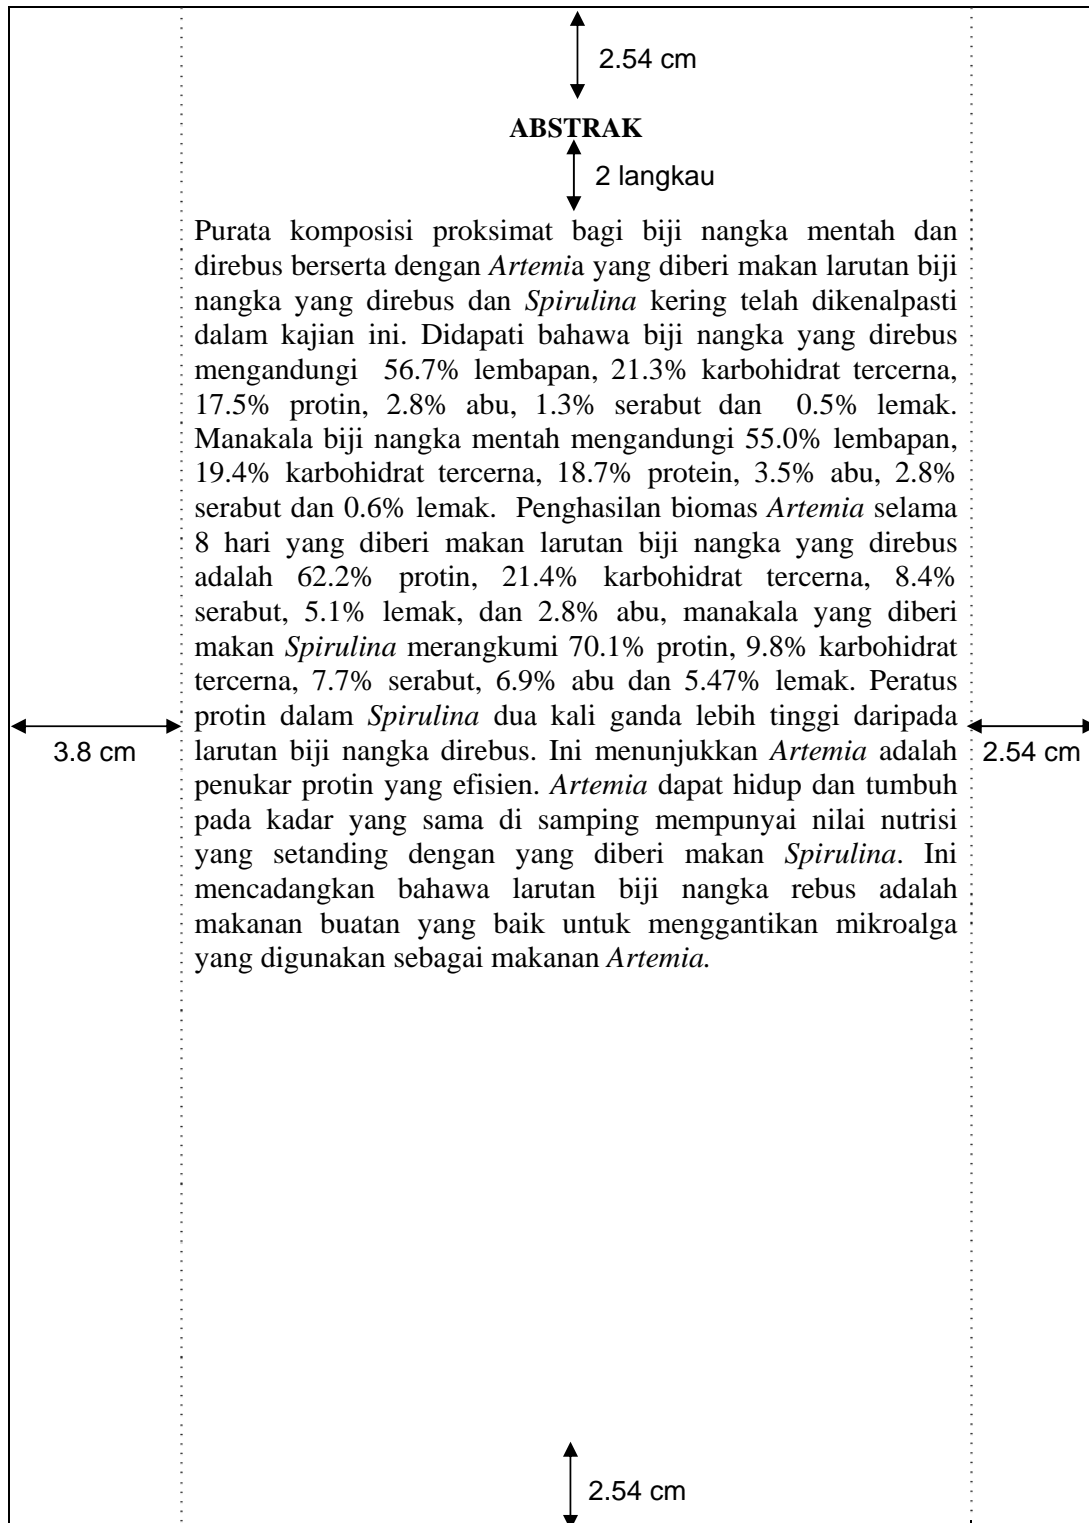 2.54 cm
ABSTRAK
2 langkau
Purata komposisi proksimat bagi biji nangka mentah dan
direbus berserta dengan Artemia yang diberi makan larutan biji
nangka yang direbus dan Spirulina kering telah dikenalpasti
dalam kajian ini. Didapati bahawa biji nangka yang direbus
mengandungi 56.7% lembapan, 21.3% karbohidrat tercerna,
17.5% protin, 2.8% abu, 1.3% serabut dan 0.5% lemak.
Manakala biji nangka mentah mengandungi 55.0% lembapan,
19.4% karbohidrat tercerna, 18.7% protein, 3.5% abu, 2.8%
serabut dan 0.6% lemak. Penghasilan biomas Artemia selama
8 hari yang diberi makan larutan biji nangka yang direbus
adalah 62.2% protin, 21.4% karbohidrat tercerna, 8.4%
serabut, 5.1% lemak, dan 2.8% abu, manakala yang diberi
makan Spirulina merangkumi 70.1% protin, 9.8% karbohidrat
tercerna, 7.7% serabut, 6.9% abu dan 5.47% lemak. Peratus
protin dalam Spirulina dua kali ganda lebih tinggi daripada
larutan biji nangka direbus. Ini menunjukkan Artemia adalah
penukar protin yang efisien. Artemia dapat hidup dan tumbuh
pada kadar yang sama di samping mempunyai nilai nutrisi
yang setanding dengan yang diberi makan Spirulina. Ini
mencadangkan bahawa larutan biji nangka rebus adalah
makanan buatan yang baik untuk menggantikan mikroalga
yang digunakan sebagai makanan Artemia.
3.8 cm
2.54 cm
2.54 cm